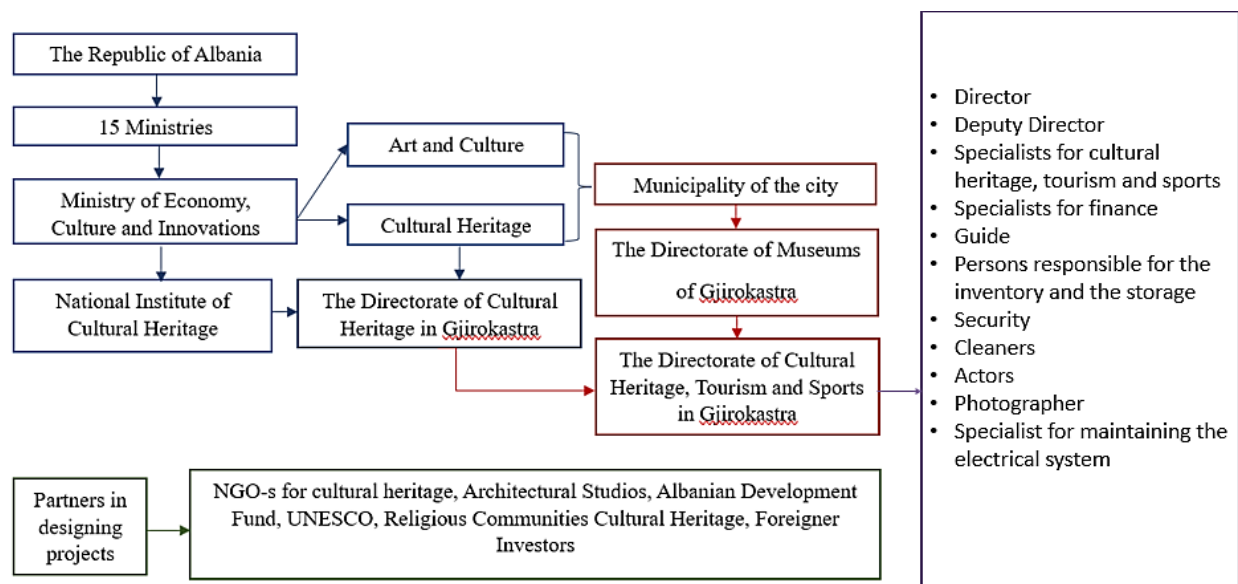 The Republic of Albania
15 Ministries
Ministry of Economy,
Culture and Innovations
National Institute of
Cultural Heritage
Art and Culture
Cultural Heritage
The Directorate of Cultural
Heritage in Gjirokastra
Municipality of the city
The Directorate of Museums
of Gjirokastra
The Directorate of Cultural
Heritage, Tourism and Sports
in Gjirokastra
• Director
• Deputy Director
• Specialists for cultural
heritage, tourism and sports
• Specialists for finance
• Guide
• Persons responsible for the
inventory and the storage
• Security
• Cleaners
• Actors
• Photographer
• Specialist for maintaining the
electrical system
Partners in
designing
projects
NGO-s for cultural heritage, Architectural Studios, Albanian Development
Fund, UNESCO, Religious Communities Cultural Heritage, Foreigner
Investors